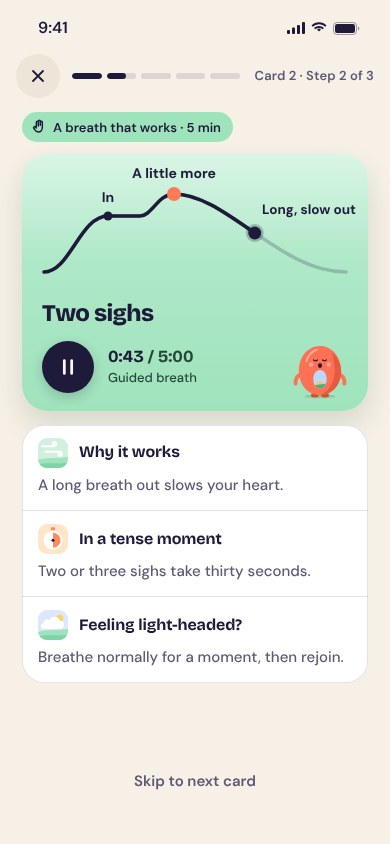 9:41
Card 2 · Step 2 of 3
A breath that works · 5 min
A little more
In
Long, slow out
Two sighs
0:43 / 5:00
Guided breath
Why it works
A long breath out slows your heart.
In a tense moment
Two or three sighs take thirty seconds.
Feeling light-headed?
Breathe normally for a moment, then rejoin.
Skip to next card